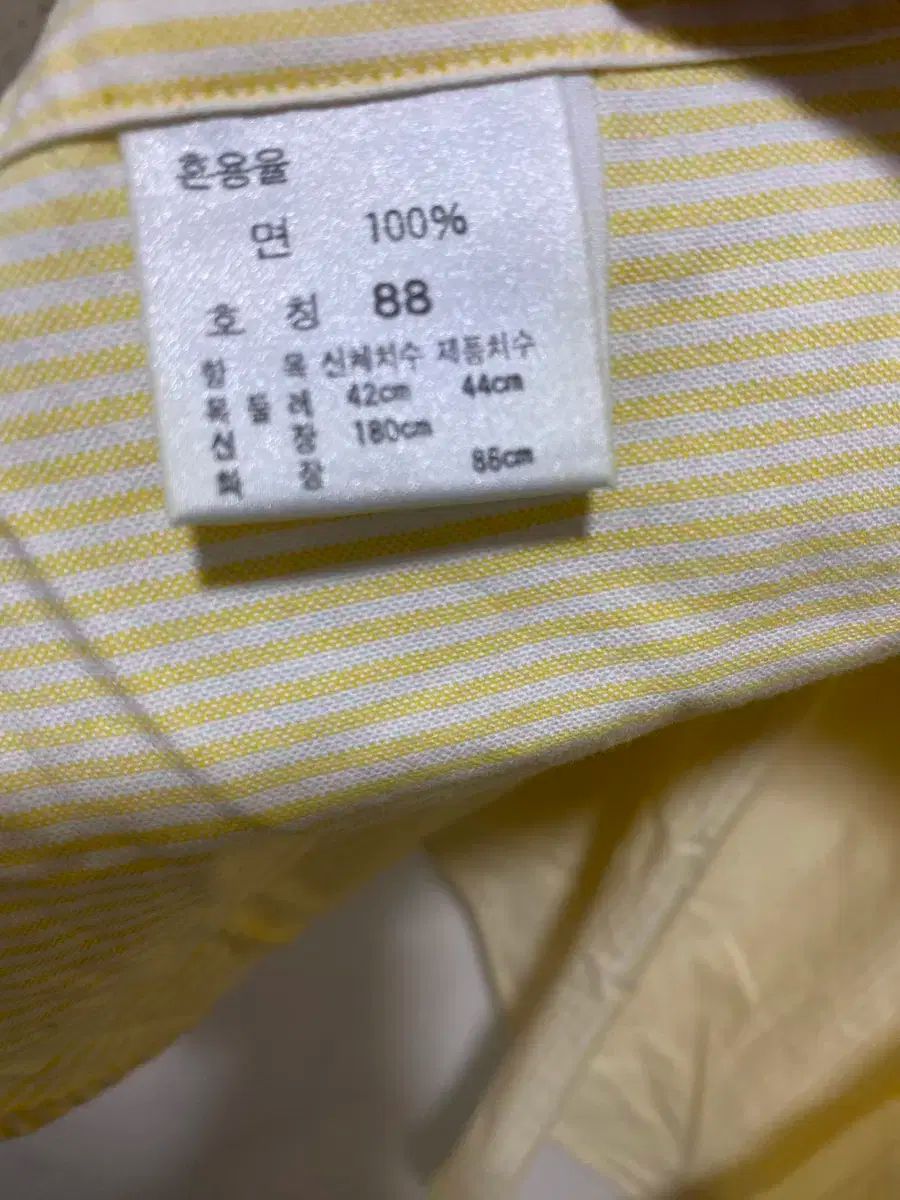 혼용율
면 100%
호 칭 88
항 목 신체치수 제품치수
목 둘 레 42cm 44cm
신 장 180cm
화 장 86cm